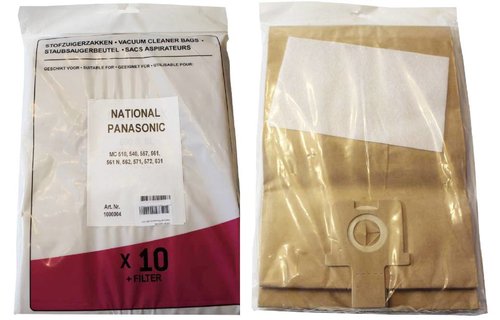 STOFZUIGERZAKKEN • VACUUM CLEANER BAGS •
STAUBSAUGERBEUTEL • SACS ASPIRATEURS
GESCHIKT VOOR • SUITABLE FOR • GEEIGNET FÜR • UTILISABLE POUR:
NATIONAL
PANASONIC
MC 510, 540, 557, 561,
561 N, 562, 571, 572, 631
Art. Nr.
x 10
+ FILTER